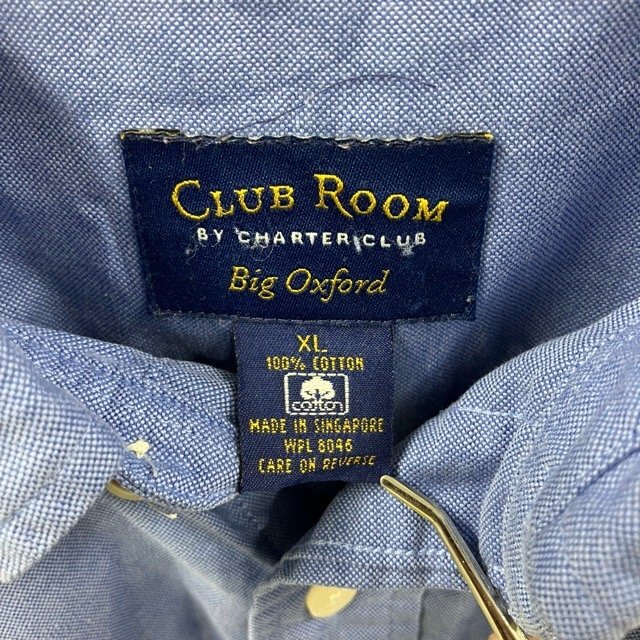 CLUB ROOM
BY CHARTER CLUB
Big Oxford
XL
100% COTTON
cotton
MADE IN SINGAPORE
WPL 8046
CARE ON REVERSE